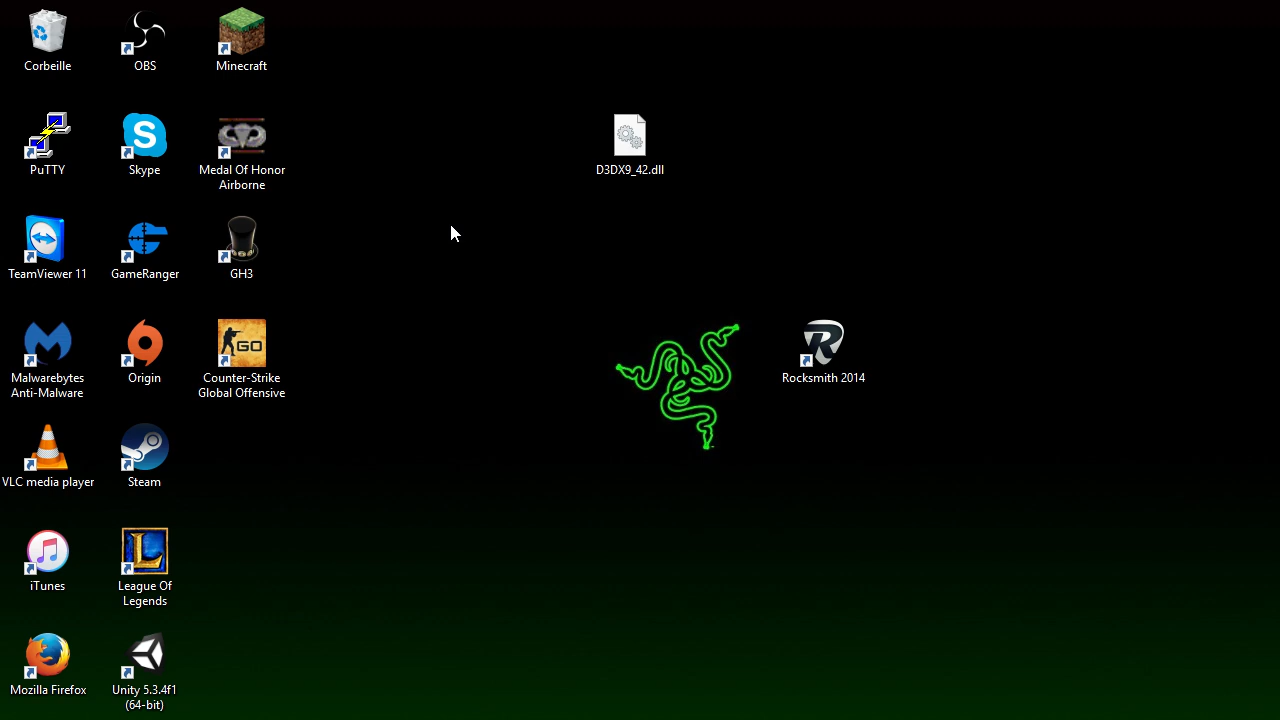 Corbeille
OBS
Minecraft
PuTTY
Skype
Medal Of Honor
Airborne
D3DX9_42.dll
TeamViewer 11
GameRanger
GH3
Malwarebytes
Anti-Malware
Origin
GO
Counter-Strike
Global Offensive
Rocksmith 2014
VLC media player
Steam
iTunes
League Of
Legends
Mozilla Firefox
Unity 5.3.4f1
(64-bit)